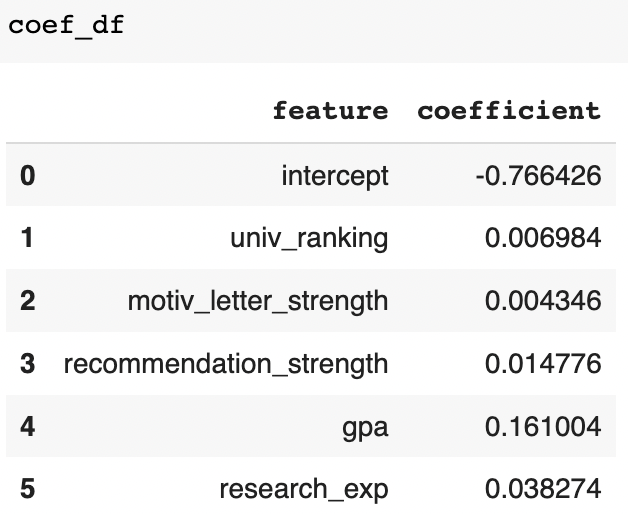 coef_df
feature coefficient
0 intercept -0.766426
1 univ_ranking 0.006984
2 motiv_letter_strength 0.004346
3 recommendation_strength 0.014776
4 gpa 0.161004
5 research_exp 0.038274